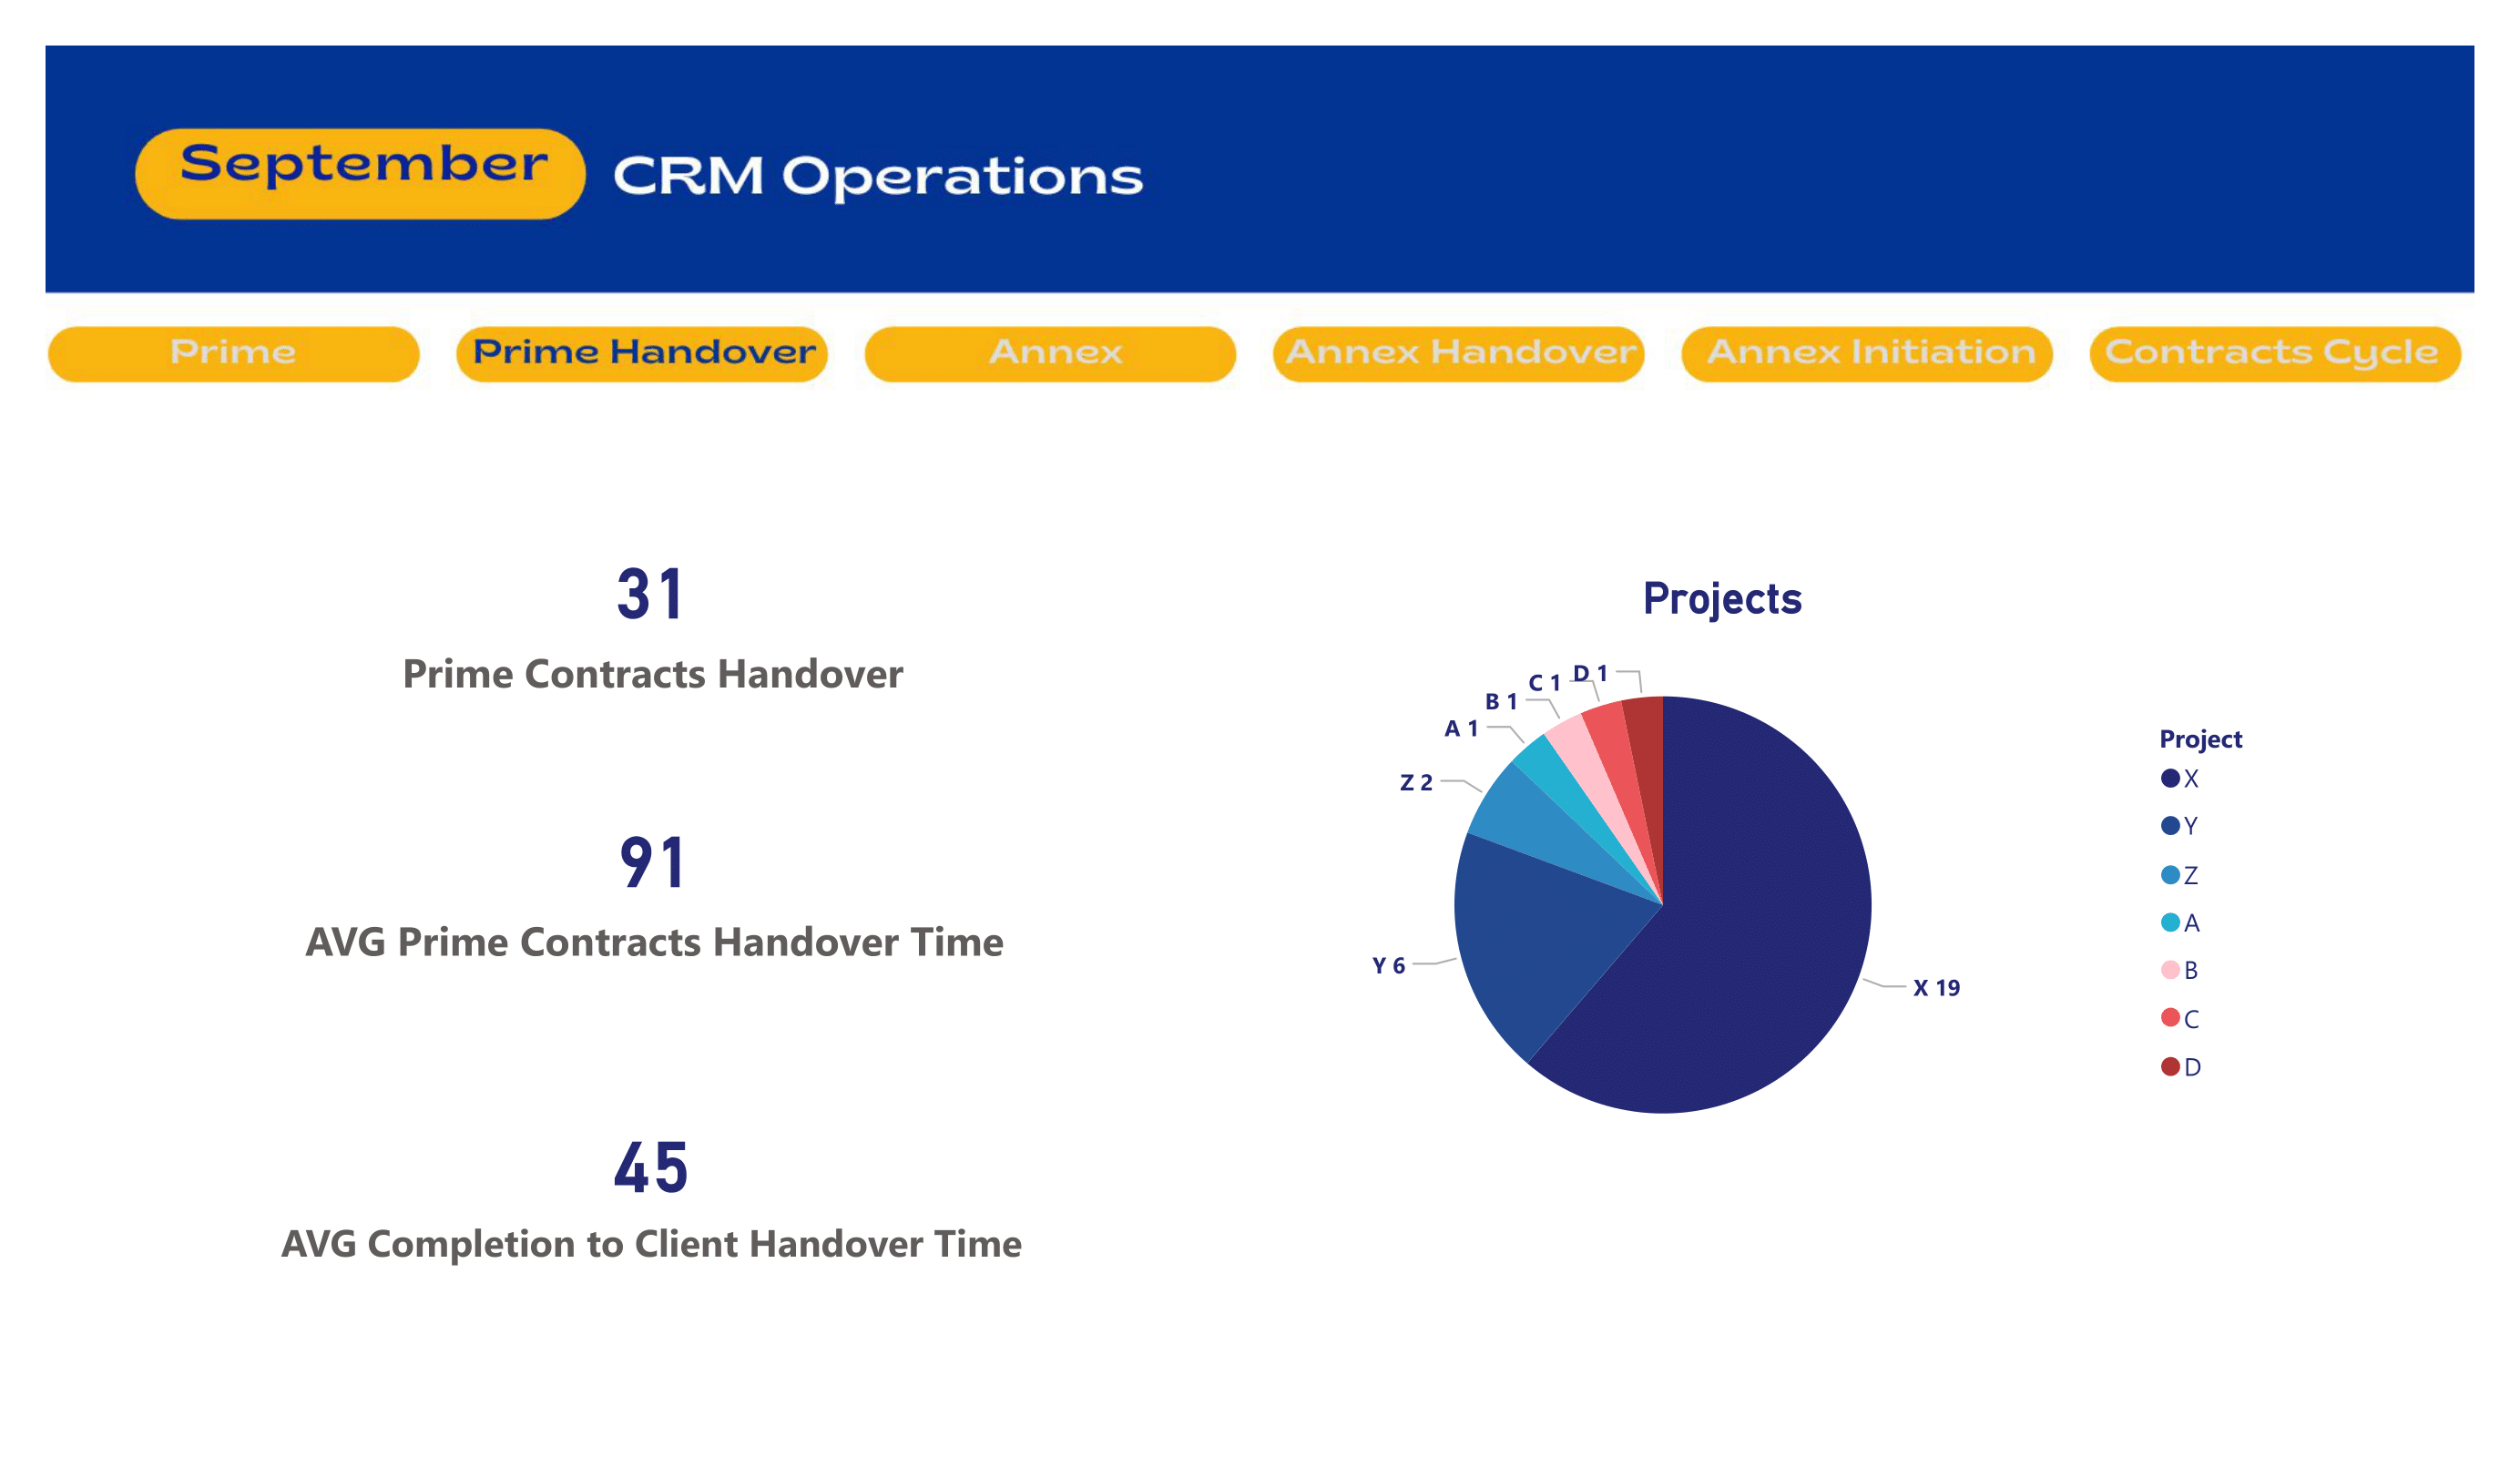 September CRM Operations
Prime
Prime Handover
Annex
Annex Handover
Annex Initiation
Contracts Cycle
31
Prime Contracts Handover
91
AVG Prime Contracts Handover Time
45
AVG Completion to Client Handover Time
Projects
D 1
C 1
B 1
A 1
Z 2
Y 6
X 19
Project
X
Y
Z
A
B
C
D